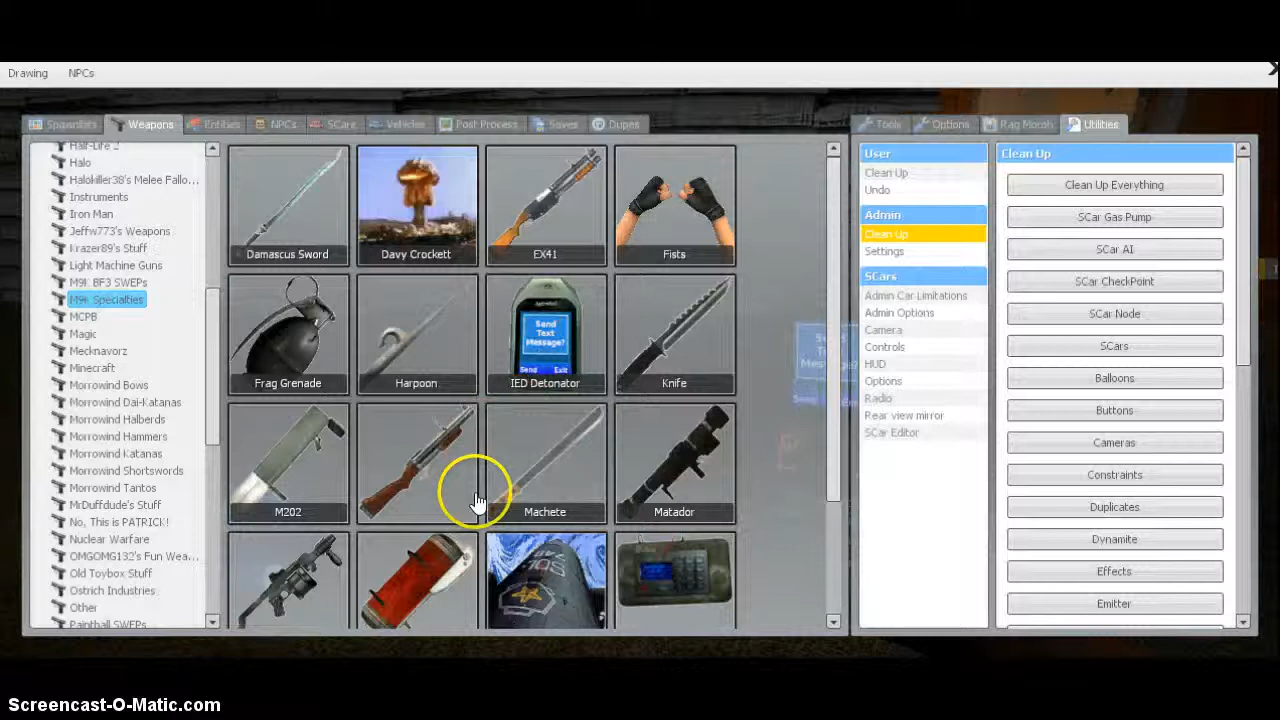 Drawing NPCs
Spawnlists Weapons Entities NPCs SCars Vehicles Post Process Saves Dupes
Tools Options Rag Morph Utilities
Half-Life 2
Halo
Halokiller38's Melee Fallo...
Instruments
Iron Man
Jeffw773's Weapons
Krazer89's Stuff
Light Machine Guns
M9K BF3 SWEPs
M9K Specialties
MCPB
Magic
Mecknavorz
Minecraft
Morrowind Bows
Morrowind Dai-Katanas
Morrowind Halberds
Morrowind Hammers
Morrowind Katanas
Morrowind Shortswords
Morrowind Tantos
MrDuffdude's Stuff
No, This is PATRICK!
Nuclear Warfare
OMGOMG132's Fun Wea...
Old Toybox Stuff
Ostrich Industries
Other
Paintball SWEPs
Damascus Sword
Davy Crockett
EX41
Fists
Frag Grenade
Harpoon
Send
Text
Message?
Send Exit
IED Detonator
Knife
M202
Machete
Matador
User
Clean Up
Undo
Admin
Clean Up
Settings
SCars
Admin Car Limitations
Admin Options
Camera
Controls
HUD
Options
Radio
Rear view mirror
SCar Editor
Clean Up
Clean Up Everything
SCar Gas Pump
SCar AI
SCar CheckPoint
SCar Node
SCars
Balloons
Buttons
Cameras
Constraints
Duplicates
Dynamite
Effects
Emitter
Screencast-O-Matic.com